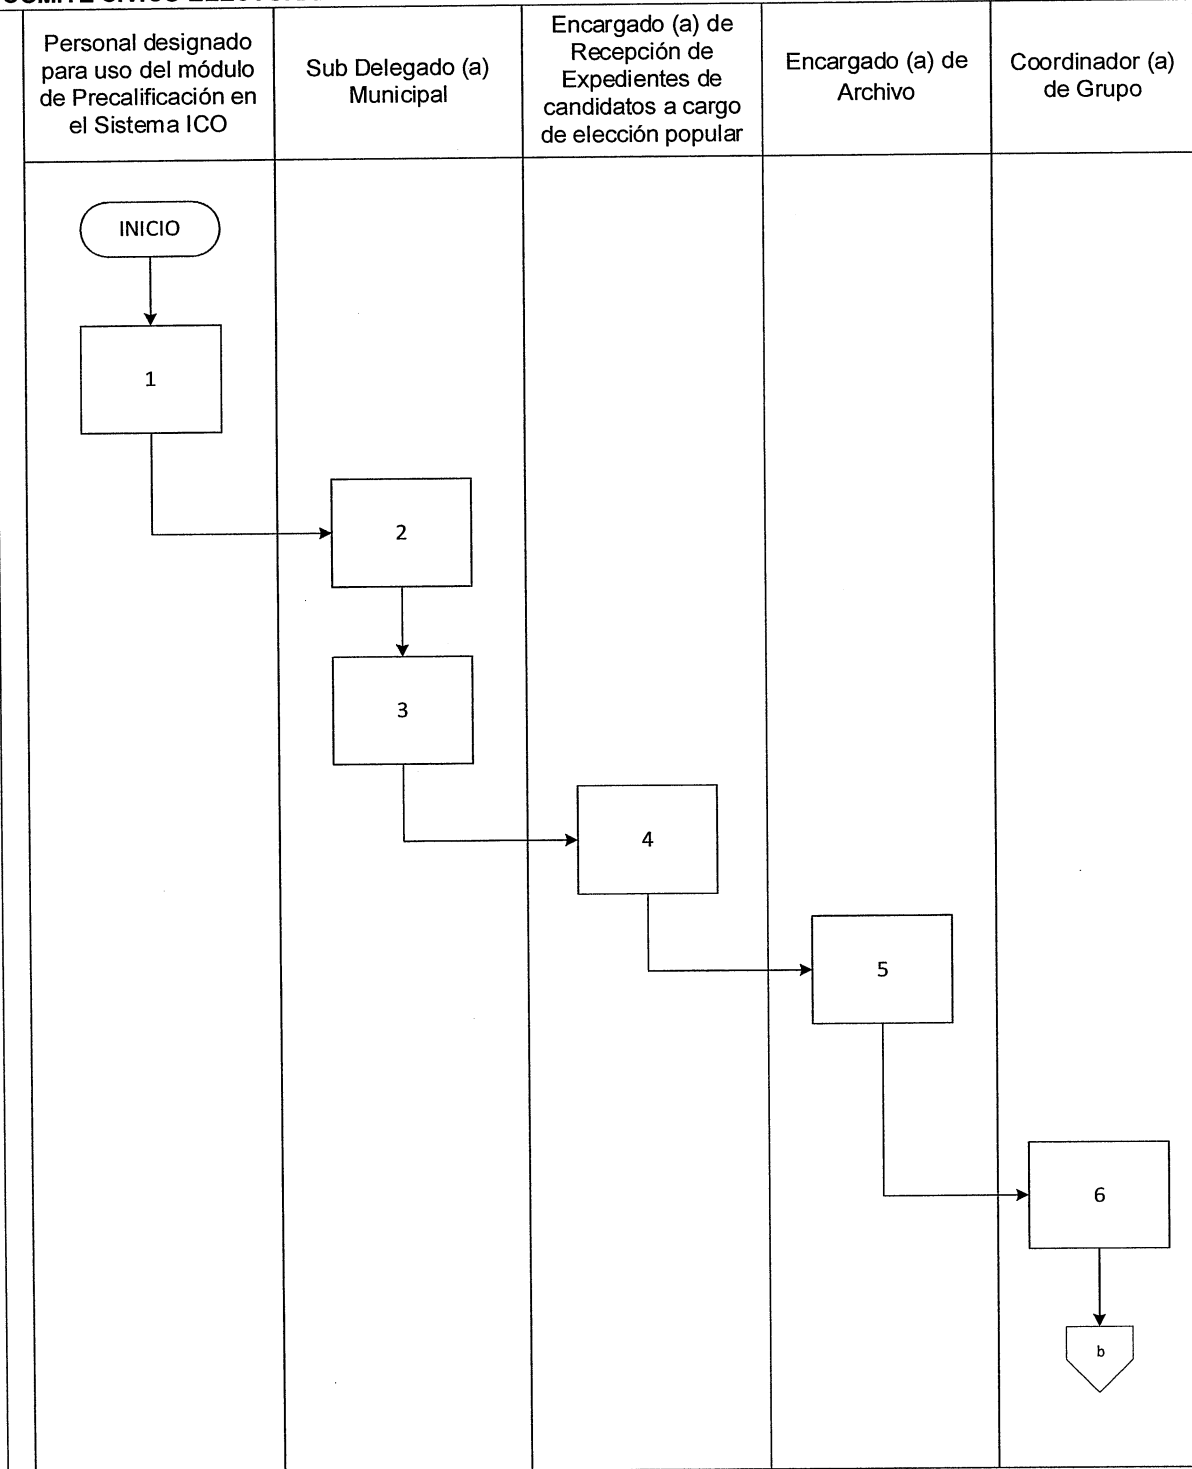 Personal designado
para uso del módulo
de Precalificación en
el Sistema ICO
Sub Delegado (a)
Municipal
Encargado (a) de
Recepción de
Expedientes de
candidatos a cargo
de elección popular
Encargado (a) de
Archivo
Coordinador (a)
de Grupo
INICIO
1
2
3
4
5
6
b